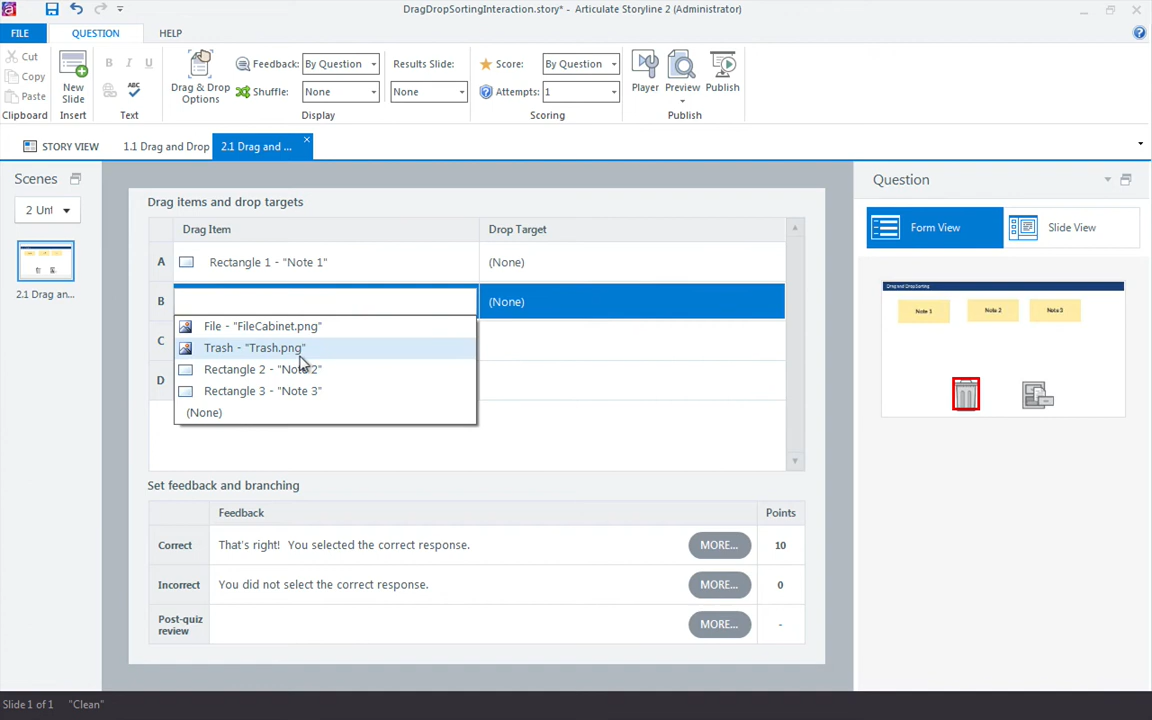 DragDropSortingInteraction.story* - Articulate Storyline 2 (Administrator)
FILE QUESTION HELP
Cut
Copy
Paste
Clipboard
New Slide
Insert
B I U
ABC
Text
Drag & Drop Options
Feedback: By Question
Shuffle: None
Display
Results Slide:
None
Score: By Question
Attempts: 1
Scoring
Player
Preview
Publish
Publish
STORY VIEW 1.1 Drag and Drop 2.1 Drag and ...
Scenes
2 Unt
2.1 Drag an...
Drag items and drop targets
Drag Item Drop Target
A Rectangle 1 - "Note 1" (None)
B (None)
File - "FileCabinet.png"
Trash - "Trash.png"
C
Rectangle 2 - "Note 2"
D
Rectangle 3 - "Note 3"
(None)
Set feedback and branching
Feedback Points
Correct That's right! You selected the correct response. MORE... 10
Incorrect You did not select the correct response. MORE... 0
Post-quiz review MORE... -
Question
Form View Slide View
Drag and Drop Sorting
Note 1 Note 2 Note 3
Slide 1 of 1 "Clean"